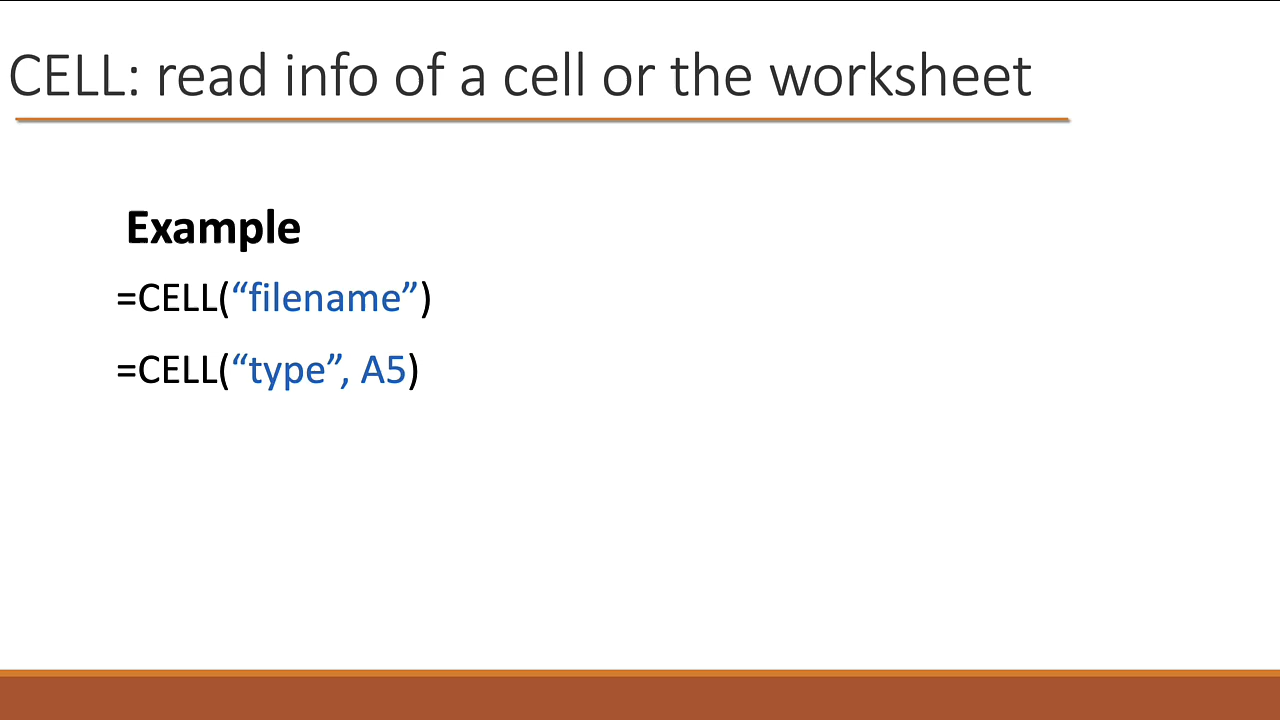 CELL: read info of a cell or the worksheet
Example
=CELL(“filename”)
=CELL(“type”, A5)